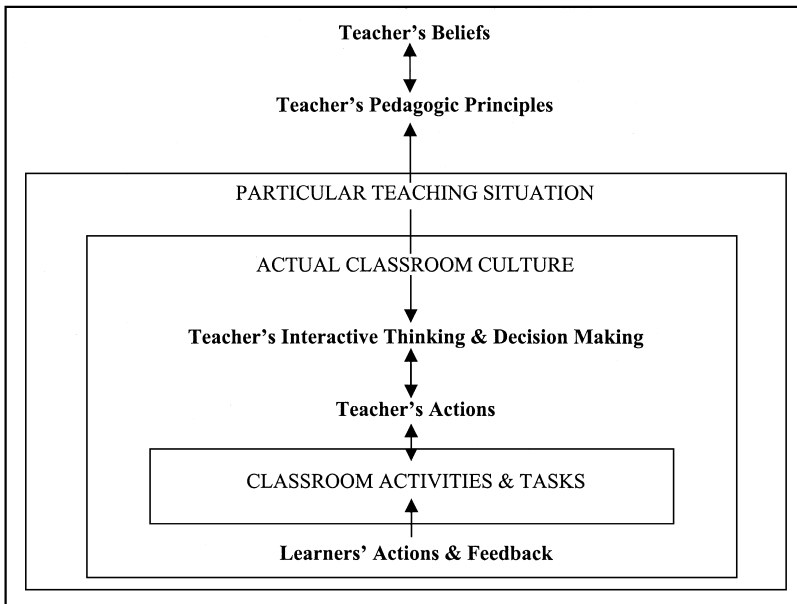 Teacher’s Beliefs
Teacher’s Pedagogic Principles
PARTICULAR TEACHING SITUATION
ACTUAL CLASSROOM CULTURE
Teacher’s Interactive Thinking & Decision Making
Teacher’s Actions
CLASSROOM ACTIVITIES & TASKS
Learners’ Actions & Feedback